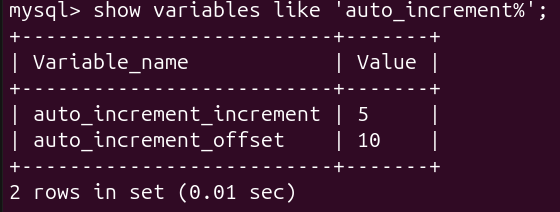 mysql> show variables like 'auto_increment%';
+--------------------------+-------+
| Variable_name            | Value |
+--------------------------+-------+
| auto_increment_increment | 5     |
| auto_increment_offset    | 10    |
+--------------------------+-------+
2 rows in set (0.01 sec)